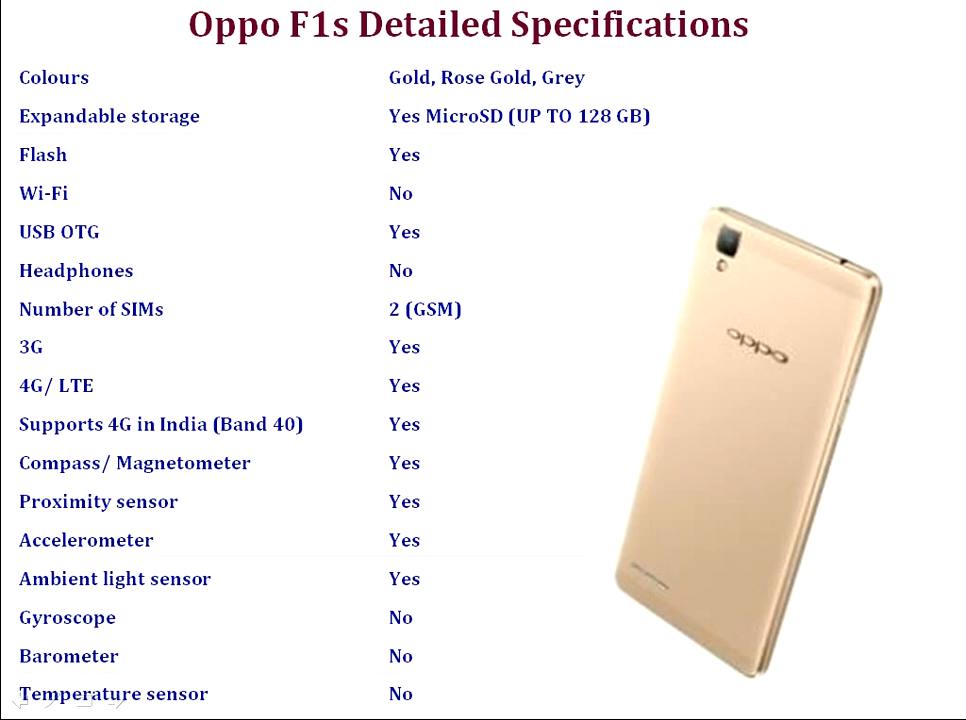 Oppo F1s Detailed Specifications
Colours Gold, Rose Gold, Grey
Expandable storage Yes MicroSD (UP TO 128 GB)
Flash Yes
Wi-Fi No
USB OTG Yes
Headphones No
Number of SIMs 2 (GSM)
3G Yes
4G/ LTE Yes
Supports 4G in India (Band 40) Yes
Compass/ Magnetometer Yes
Proximity sensor Yes
Accelerometer Yes
Ambient light sensor Yes
Gyroscope No
Barometer No
Temperature sensor No
oppo